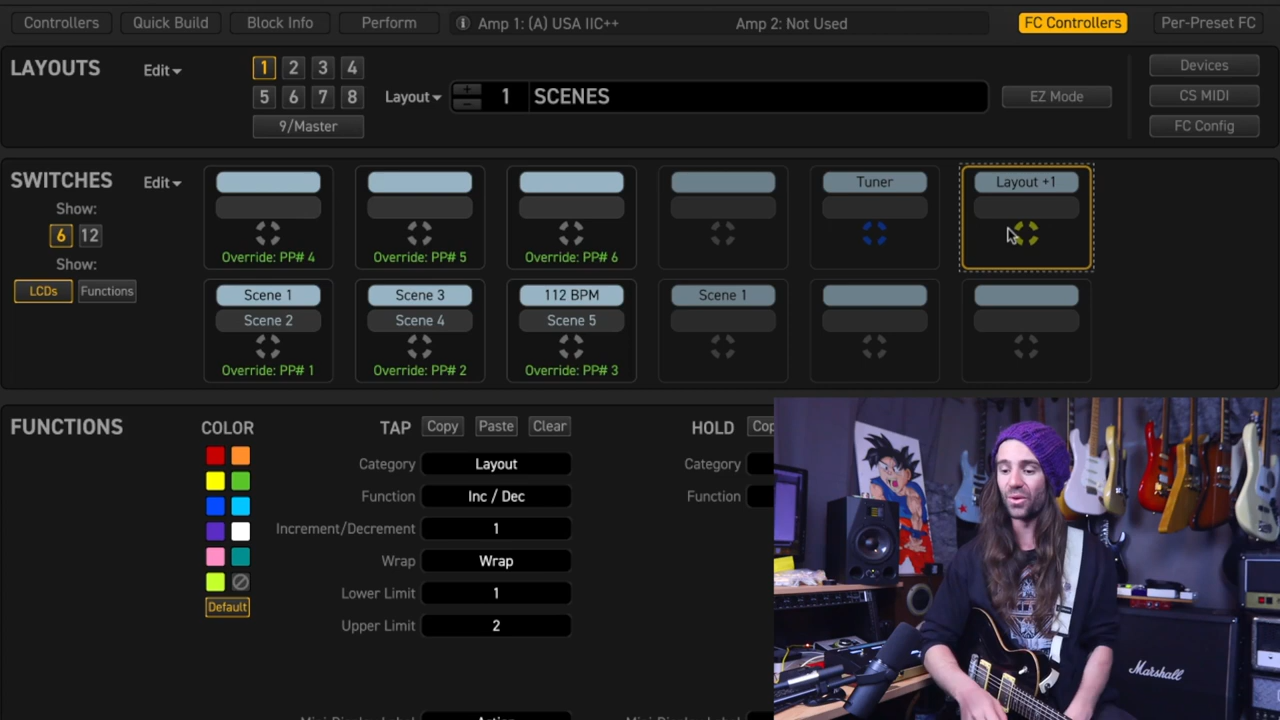 Controllers Quick Build Block Info Perform Amp 1: (A) USA IIC++ Amp 2: Not Used FC Controllers Per-Preset FC
LAYOUTS Edit 1 2 3 4 Devices
Layout + - 1 SCENES EZ Mode CS MIDI
5 6 7 8
9/Master FC Config
SWITCHES Edit Tuner Layout +1
Show:
6 12
Override: PP# 4 Override: PP# 5 Override: PP# 6
Show:
LCDs Functions Scene 1 Scene 3 112 BPM Scene 1
Scene 2 Scene 4 Scene 5
Override: PP# 1 Override: PP# 2 Override: PP# 3
FUNCTIONS COLOR TAP Copy Paste Clear HOLD
Category Layout Category
Function Inc / Dec Function
Increment/Decrement 1
Wrap Wrap
Lower Limit 1
Default
Upper Limit 2
Marshall